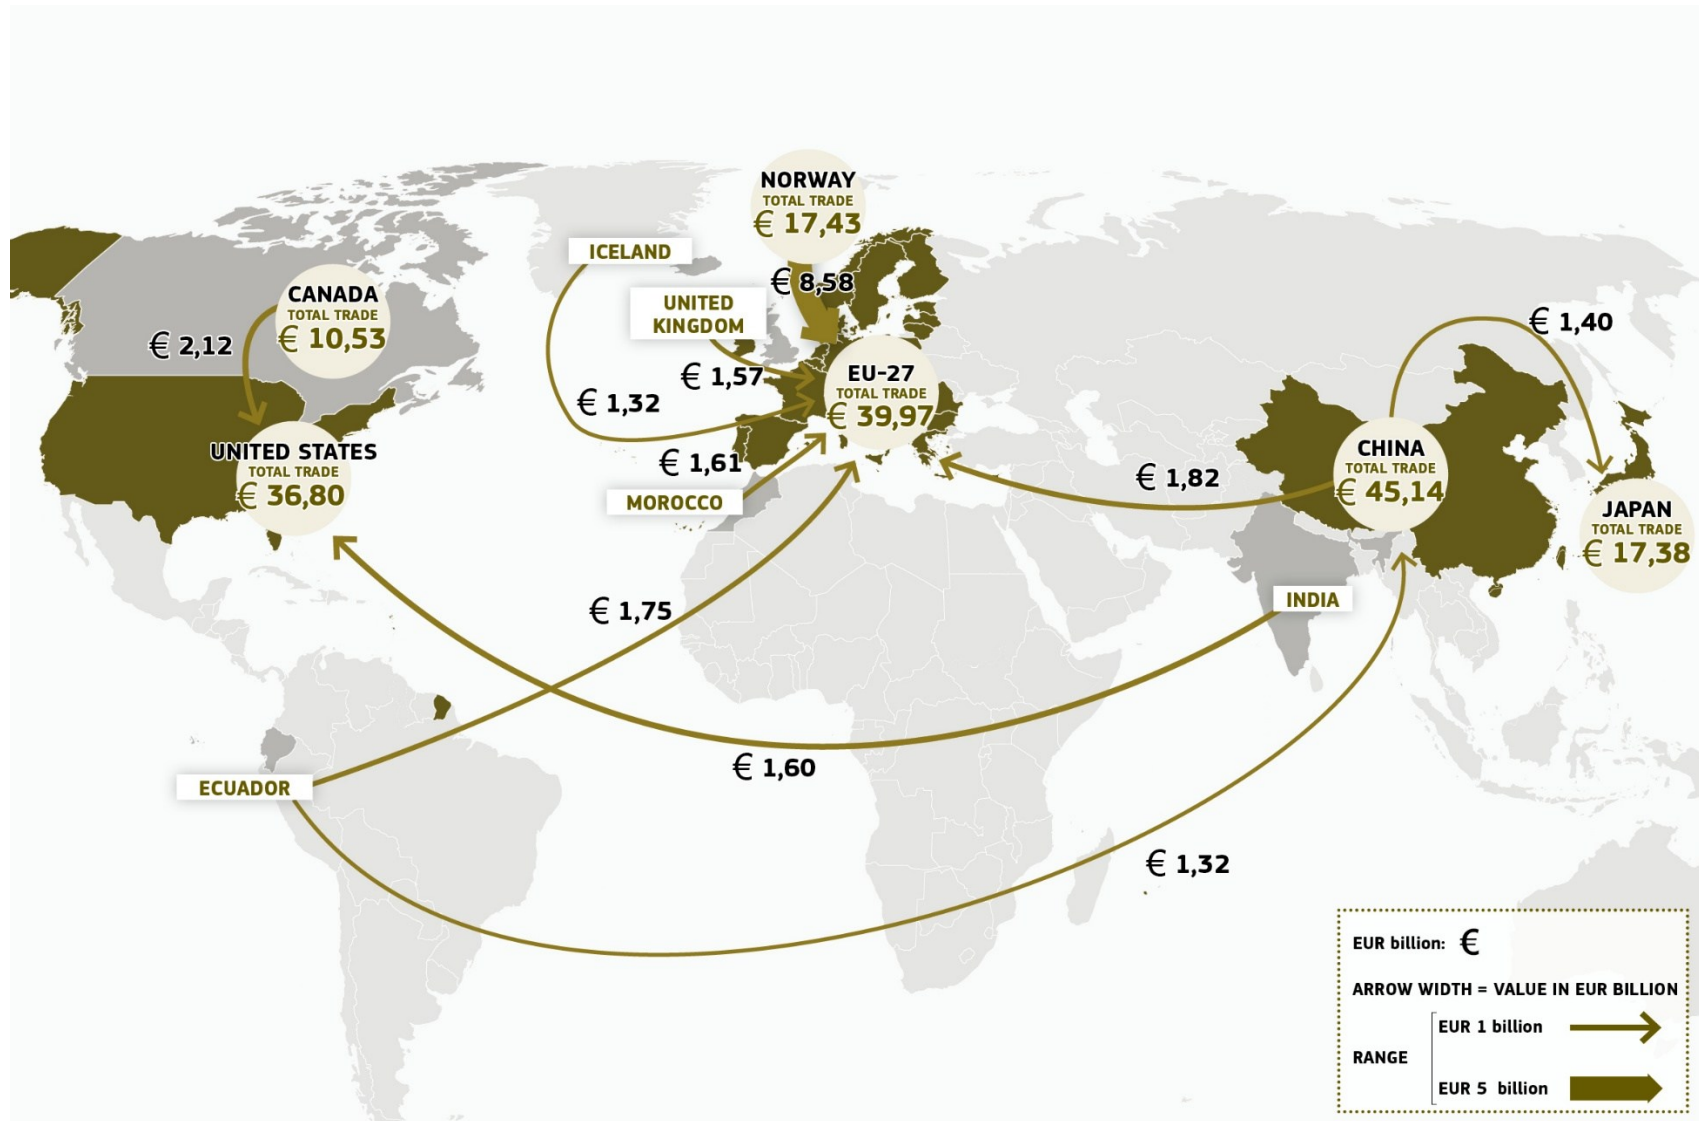 NORWAY
TOTAL TRADE
€ 17,43
ICELAND
€ 8,58
CANADA
TOTAL TRADE
€ 10,53
UNITED
KINGDOM
€ 1,40
€ 2,12
€ 1,57
EU-27
TOTAL TRADE
€ 39,97
€ 1,32
UNITED STATES
TOTAL TRADE
€ 36,80
€ 1,61
MOROCCO
€ 1,82
CHINA
TOTAL TRADE
€ 45,14
JAPAN
TOTAL TRADE
€ 17,38
€ 1,75
INDIA
€ 1,60
ECUADOR
€ 1,32
EUR billion: €
ARROW WIDTH = VALUE IN EUR BILLION
EUR 1 billion
RANGE
EUR 5 billion